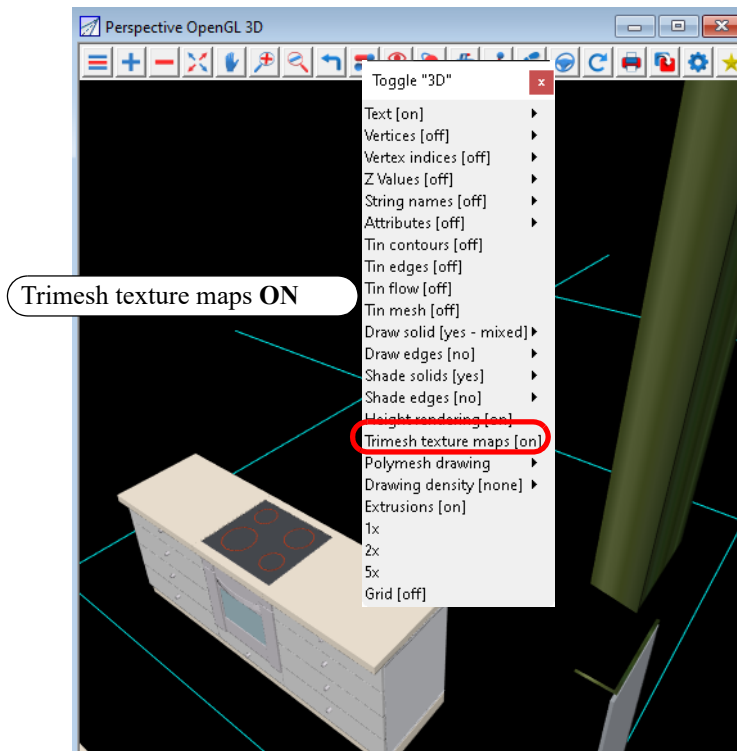 Perspective OpenGL 3D
Toggle "3D"
x
Text [on]
Vertices [off]
Vertex indices [off]
Z Values [off]
String names [off]
Attributes [off]
Tin contours [off]
Tin edges [off]
Trimesh texture maps ON
Tin flow [off]
Tin mesh [off]
Draw solid [yes - mixed]
Draw edges [no]
Shade solids [yes]
Shade edges [no]
Height rendering [on]
Trimesh texture maps [on]
Polymesh drawing
Drawing density [none]
Extrusions [on]
1x
2x
5x
Grid [off]